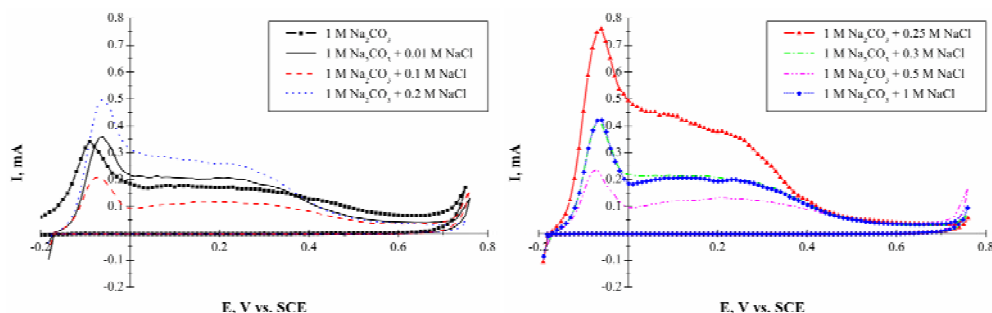 0.8
0.7
0.6
0.5
0.4
0.3
0.2
0.1
0
-0.1
-0.2
-0.2 0 0.2 0.4 0.6 0.8
I, mA
E, V vs. SCE
1 M Na₂CO₃
1 M Na₂CO₃ + 0.01 M NaCl
1 M Na₂CO₃ + 0.1 M NaCl
1 M Na₂CO₃ + 0.2 M NaCl
0.8
0.7
0.6
0.5
0.4
0.3
0.2
0.1
0
-0.1
-0.2
-0.2 0 0.2 0.4 0.6 0.8
I, mA
E, V vs. SCE
1 M Na₂CO₃ + 0.25 M NaCl
1 M Na₂CO₃ + 0.3 M NaCl
1 M Na₂CO₃ + 0.5 M NaCl
1 M Na₂CO₃ + 1 M NaCl